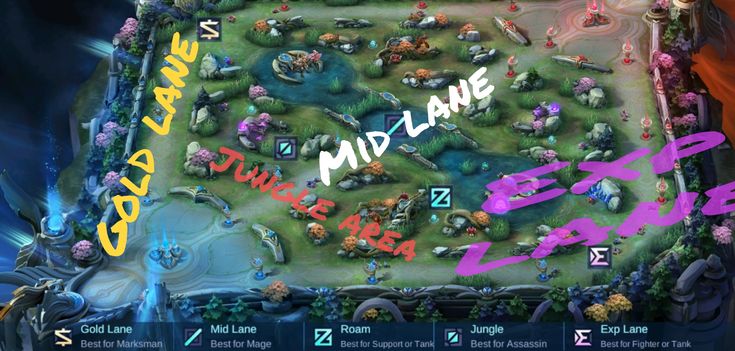 GOLD LANE
MID LANE
JUNGLE AREA
EXP
LANE
Gold Lane
Best for Marksman
Mid Lane
Best for Mage
Roam
Best for Support or Tank
Jungle
Best for Assassin
Exp Lane
Best for Fighter or Tank